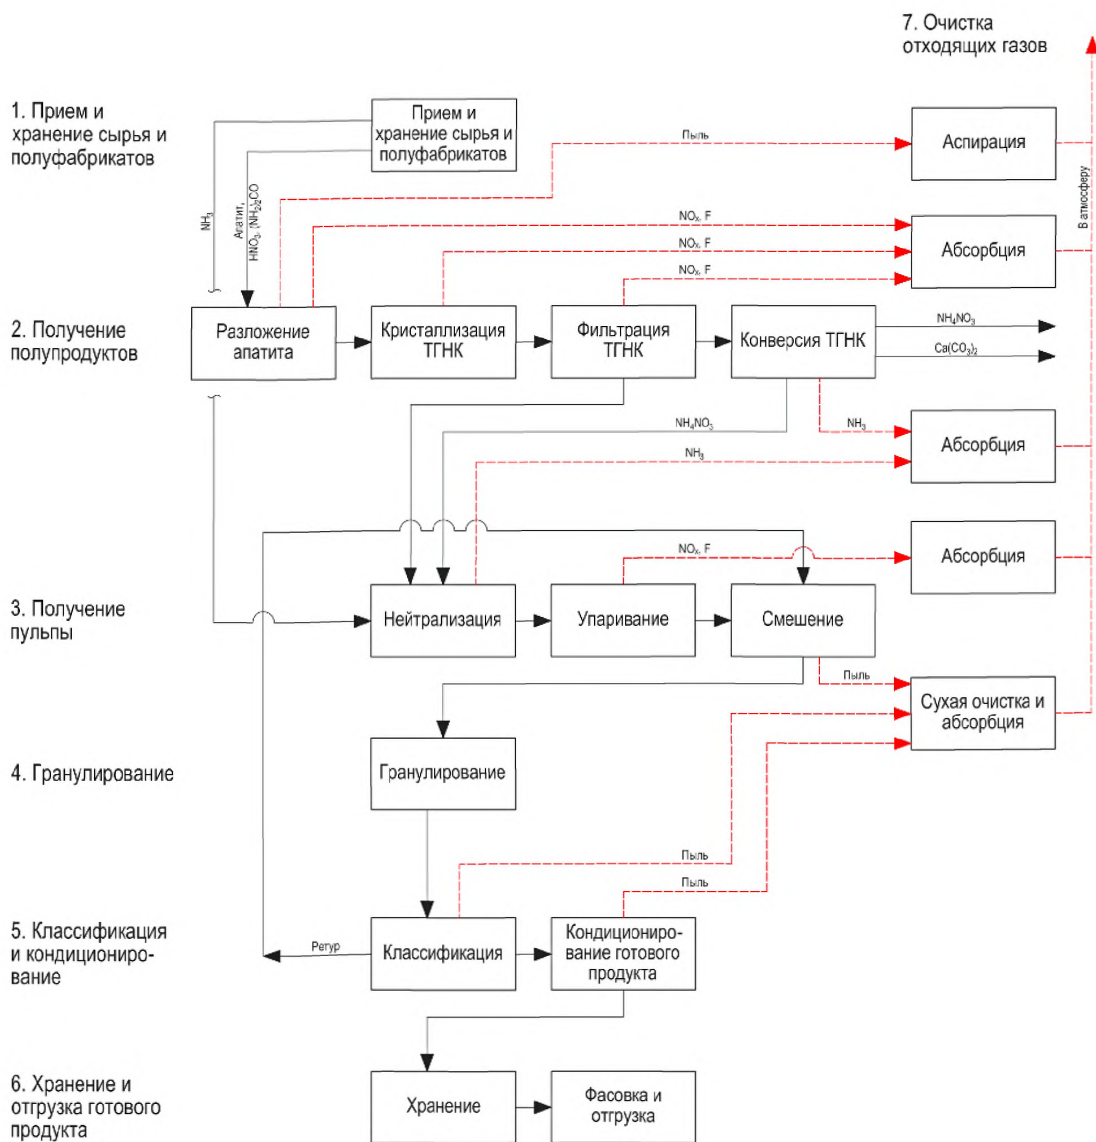 7. Очистка
отходящих газов
1. Прием и
хранение сырья и
полуфабрикатов
Прием и
хранение сырья и
полуфабрикатов
Пыль
Аспирация
NH₃
Апатит,
HNO₃, (NH₂)₂CO
В атмосферу
NOₓ, F
NOₓ, F
NOₓ, F
Абсорбция
2. Получение
полупродуктов
Разложение
апатита
Кристаллизация
ТГНК
Фильтрация
ТГНК
Конверсия ТГНК
NH₄NO₃
Ca(CO₃)₂
NH₄NO₃
NH₃
NH₃
Абсорбция
NOₓ, F
Абсорбция
3. Получение
пульпы
Нейтрализация
Упаривание
Смешение
Пыль
Сухая очистка и
абсорбция
4. Гранулирование
Гранулирование
Пыль
Пыль
5. Классификация
и кондициониро-
вание
Ретур
Классификация
Кондициониро-
вание готового
продукта
6. Хранение и
отгрузка готового
продукта
Хранение
Фасовка и
отгрузка